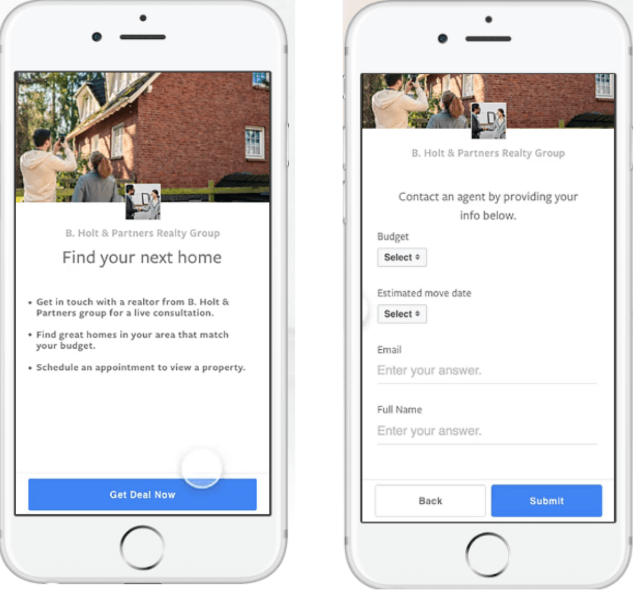 B. Holt & Partners Realty Group
Find your next home
• Get in touch with a realtor from B. Holt &
Partners group for a live consultation.
• Find great homes in your area that match
your budget.
• Schedule an appointment to view a property.
Get Deal Now
B. Holt & Partners Realty Group
Contact an agent by providing your
info below.
Budget
Select
Estimated move date
Select
Email
Enter your answer.
Full Name
Enter your answer.
Back
Submit